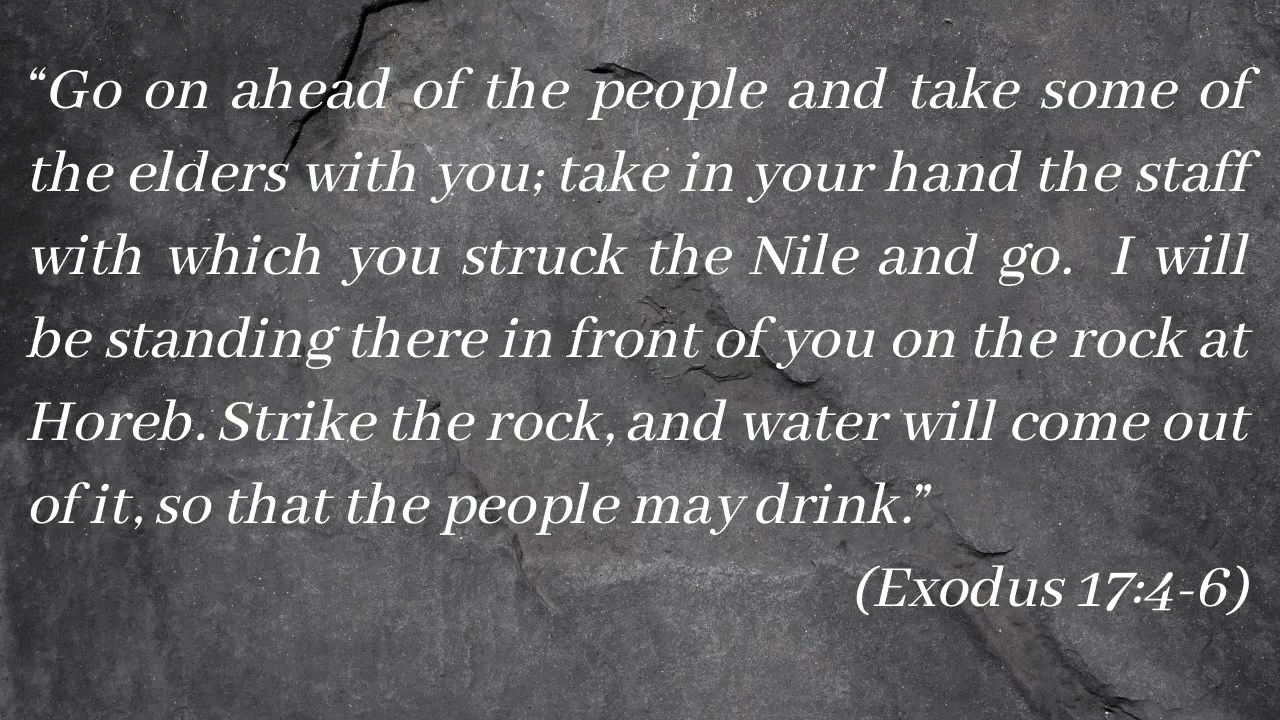 “Go on ahead of the people and take some of
the elders with you; take in your hand the staff
with which you struck the Nile and go.  I will
be standing there in front of you on the rock at
Horeb. Strike the rock, and water will come out
of it, so that the people may drink.”
(Exodus 17:4-6)